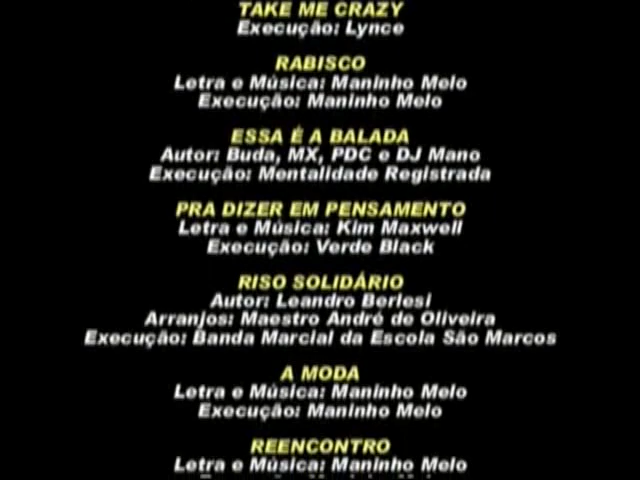 TAKE ME CRAZY
Execução: Lynce
RABISCO
Letra e Música: Maninho Melo
Execução: Maninho Melo
ESSA É A BALADA
Autor: Buda, MX, PDC e DJ Mano
Execução: Mentalidade Registrada
PRA DIZER EM PENSAMENTO
Letra e Música: Kim Maxwell
Execução: Verde Black
RISO SOLIDÁRIO
Autor: Leandro Berlesi
Arranjos: Maestro André de Oliveira
Execução: Banda Marcial da Escola São Marcos
A MODA
Letra e Música: Maninho Melo
Execução: Maninho Melo
REENCONTRO
Letra e Música: Maninho Melo